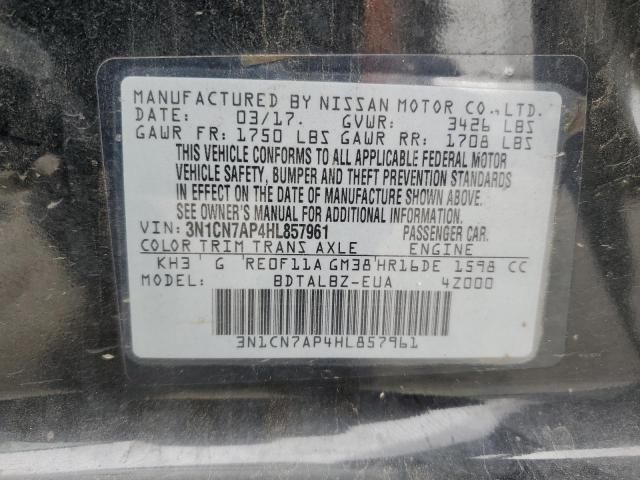 MANUFACTURED BY NISSAN MOTOR CO.,LTD.
DATE: 03/17. GVWR: 3426 LBS
GAWR FR: 1750 LBS GAWR RR: 1708 LBS
THIS VEHICLE CONFORMS TO ALL APPLICABLE FEDERAL MOTOR
VEHICLE SAFETY, BUMPER AND THEFT PREVENTION STANDARDS
IN EFFECT ON THE DATE OF MANUFACTURE SHOWN ABOVE.
SEE OWNER'S MANUAL FOR ADDITIONAL INFORMATION.
VIN: 3N1CN7AP4HL857961 PASSENGER CAR.
COLOR TRIM TRANS AXLE ENGINE
KH3 G RE0F11A GM38 HR16DE 1598 CC
MODEL: BDTALBZ-EUA 4Z000
3N1CN7AP4HL857961